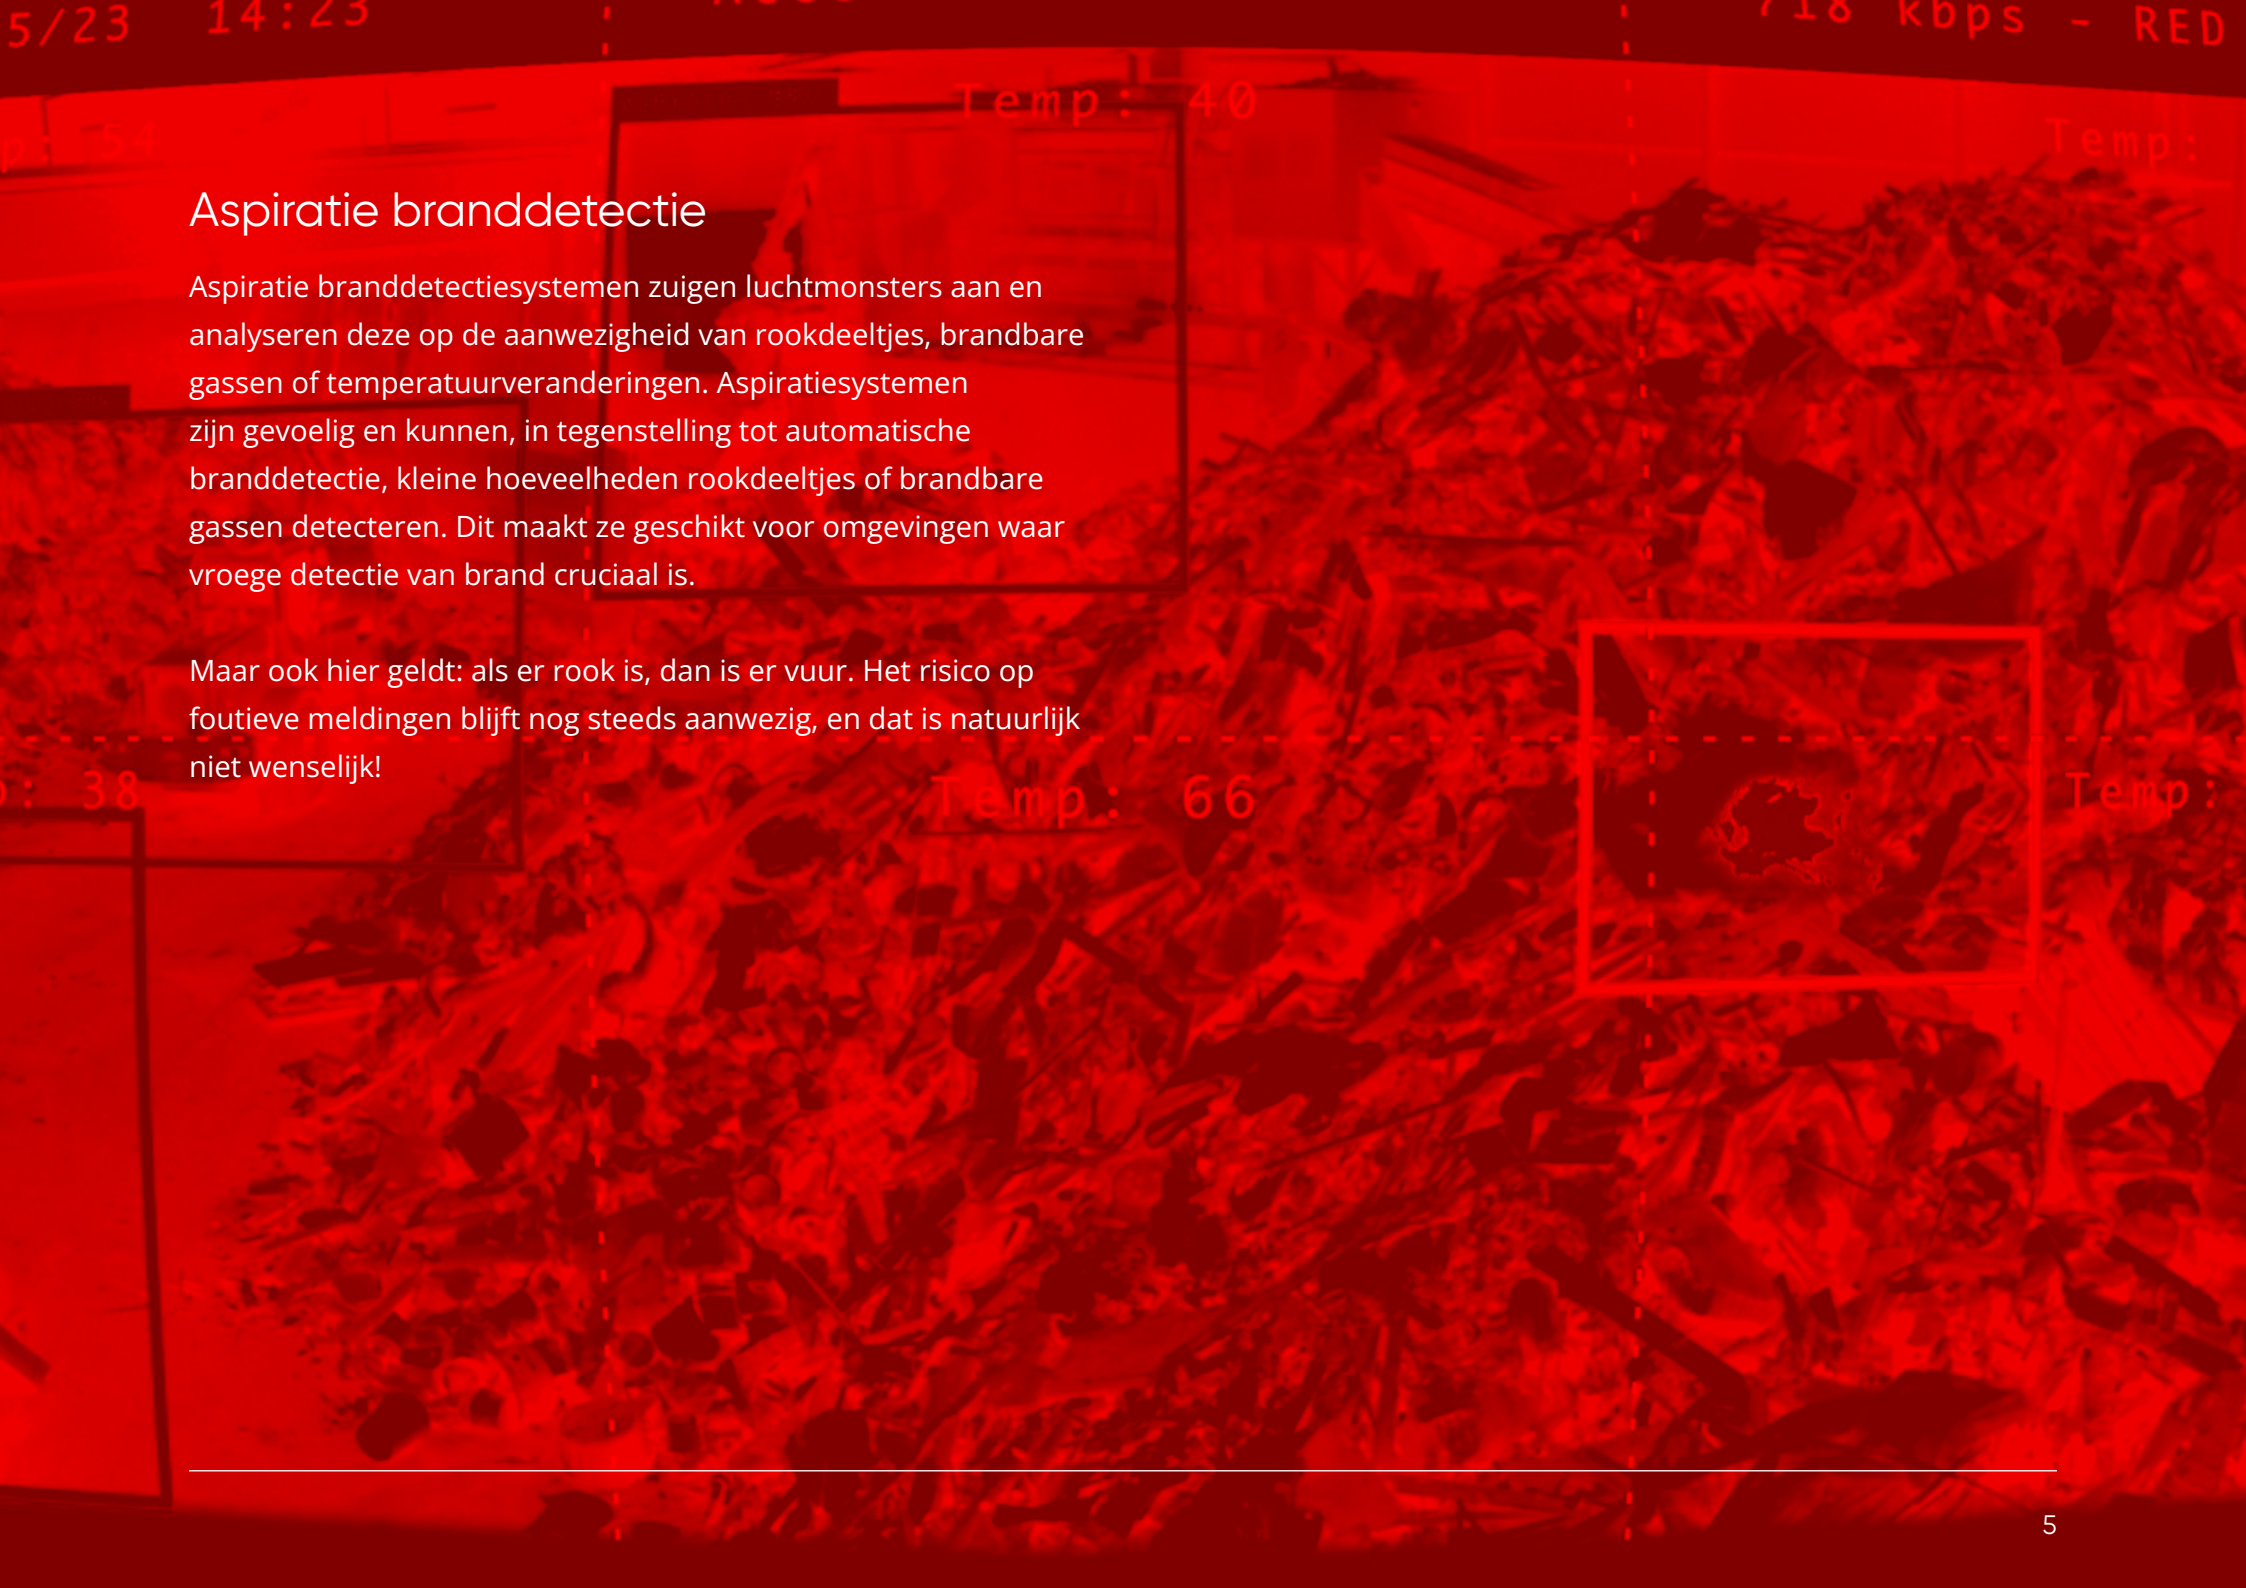 5/23 14:23
718 kbps - RED
Temp: 40
p: 54
Temp:
Aspiratie branddetectie
Aspiratie branddetectiesystemen zuigen luchtmonsters aan en
analyseren deze op de aanwezigheid van rookdeeltjes, brandbare
gassen of temperatuurveranderingen. Aspiratiesystemen
zijn gevoelig en kunnen, in tegenstelling tot automatische
branddetectie, kleine hoeveelheden rookdeeltjes of brandbare
gassen detecteren. Dit maakt ze geschikt voor omgevingen waar
vroege detectie van brand cruciaal is.
Maar ook hier geldt: als er rook is, dan is er vuur. Het risico op
foutieve meldingen blijft nog steeds aanwezig, en dat is natuurlijk
niet wenselijk!
p: 38
Temp: 66
Temp:
5